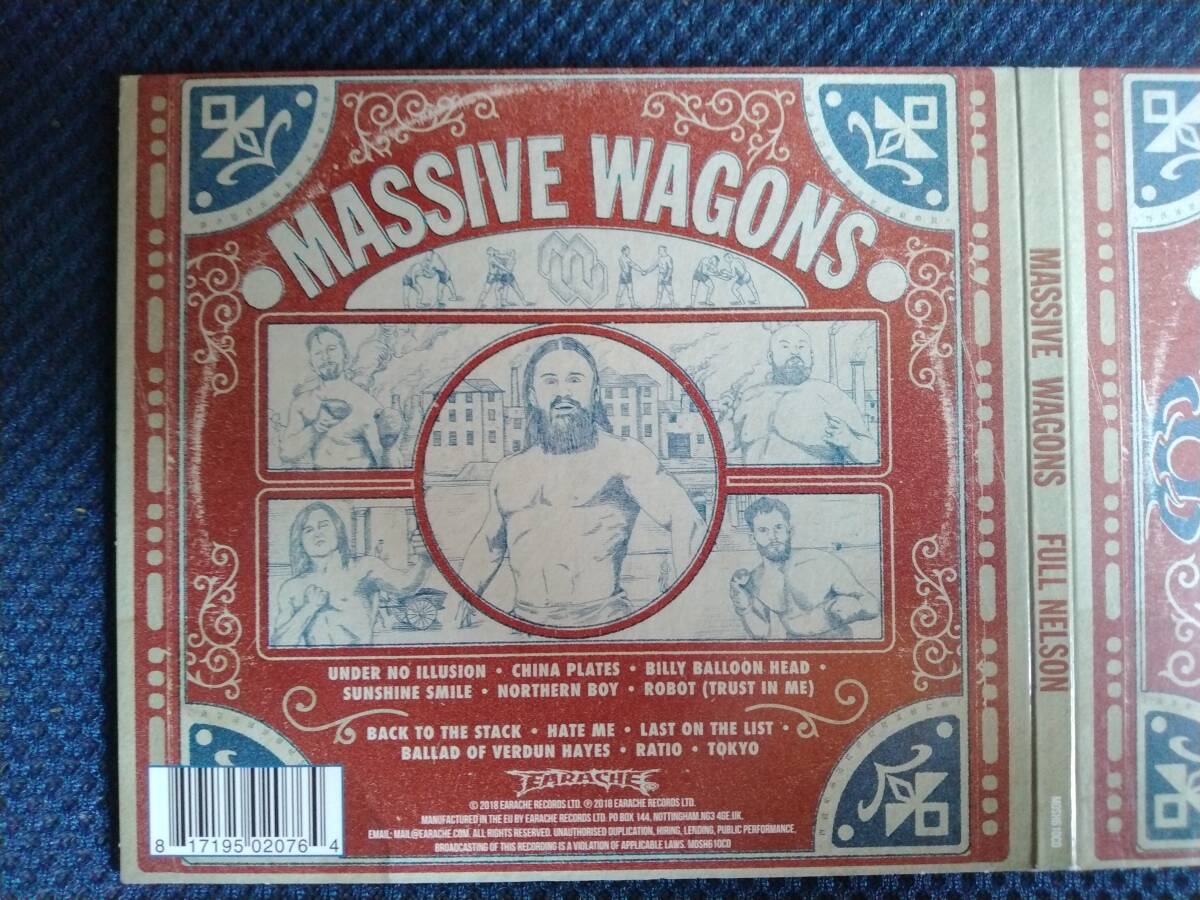 MASSIVE WAGONS
UNDER NO ILLUSION • CHINA PLATES • BILLY BALLOON HEAD •
SUNSHINE SMILE • NORTHERN BOY • ROBOT (TRUST IN ME)
BACK TO THE STACK • HATE ME • LAST ON THE LIST •
BALLAD OF VERDUN HAYES • RATIO • TOKYO
EARACHE
© 2018 EARACHE RECORDS LTD. ℗ 2018 EARACHE RECORDS LTD.
MANUFACTURED IN THE EU BY EARACHE RECORDS LTD. PO BOX 144, NOTTINGHAM.NG3 4GE.UK.
EMAIL: MAIL@EARACHE.COM. ALL RIGHTS RESERVED. UNAUTHORISED DUPLICATION, HIRING, LENDING, PUBLIC PERFORMANCE,
BROADCASTING OF THIS RECORDING IS A VIOLATION OF APPLICABLE LAWS. MOSH610CD
8 17195 02076 4
MASSIVE WAGONS FULL NELSON
MOSH610CD